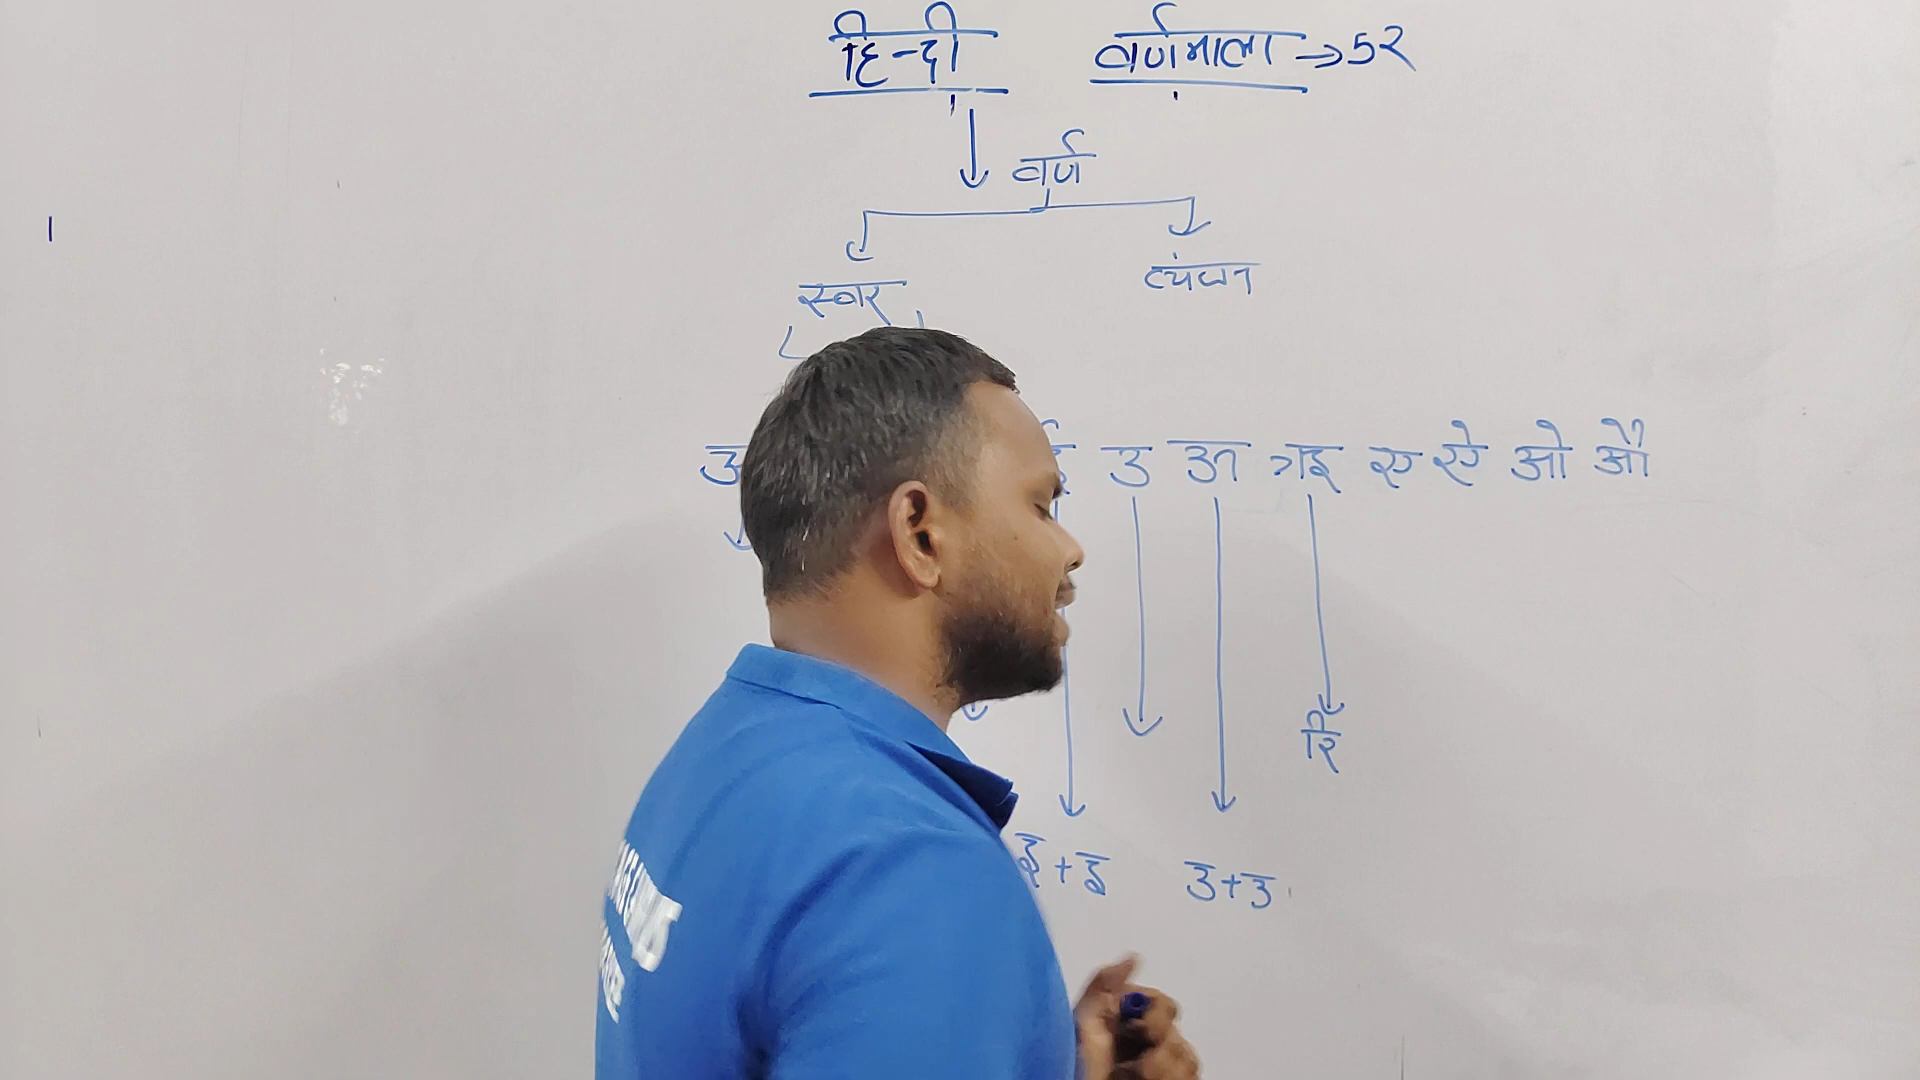 हिन्दी वर्णमाला → 52
वर्ण
स्वर व्यंजन
उ ऊ ऋ ए ऐ ओ औ
रि
इ + इ उ + उ